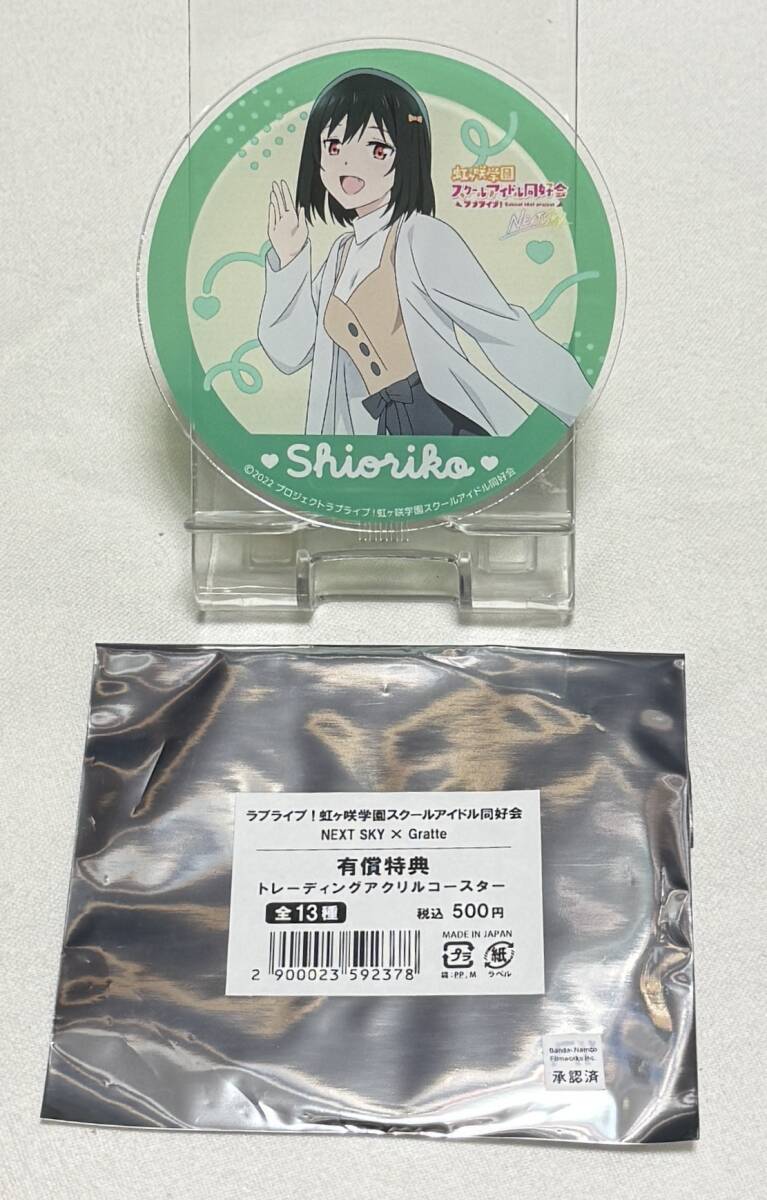 虹ヶ咲学園
スクールアイドル同好会
ラブライブ! School idol project
NEXT SKY
Shioriko
©2022 プロジェクトラブライブ!虹ヶ咲学園スクールアイドル同好会
ラブライブ!虹ヶ咲学園スクールアイドル同好会
NEXT SKY × Gratte
有償特典
トレーディングアクリルコースター
全13種 税込 500円
MADE IN JAPAN
プラ 紙
袋:PP,M ラベル
2 900023 592378
Bandai Namco
Filmworks Inc.
承認済